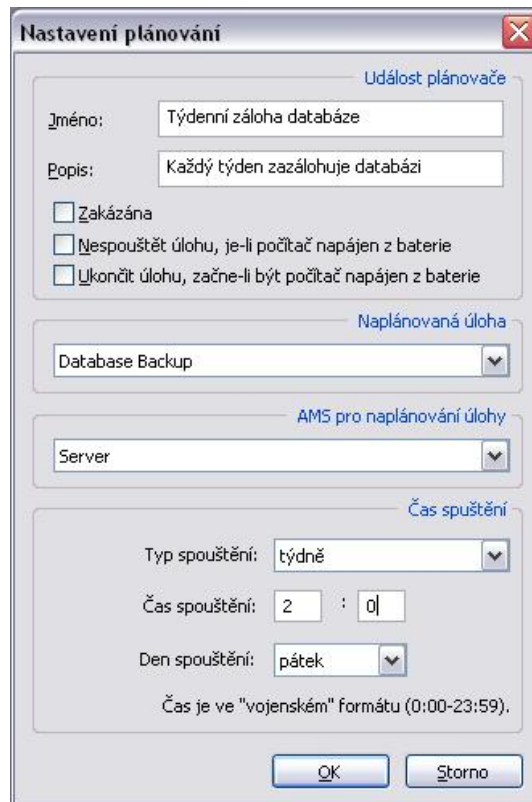 Nastavení plánování
Událost plánovače
Jméno: Týdenní záloha databáze
Popis: Každý týden zazálohuje databázi
Zakázána
Nespouštět úlohu, je-li počítač napájen z baterie
Ukončit úlohu, začne-li být počítač napájen z baterie
Naplánovaná úloha
Database Backup
AMS pro naplánování úlohy
Server
Čas spuštění
Typ spouštění: týdně
Čas spouštění: 2 : 0
Den spouštění: pátek
Čas je ve "vojenském" formátu (0:00-23:59).
OK Storno